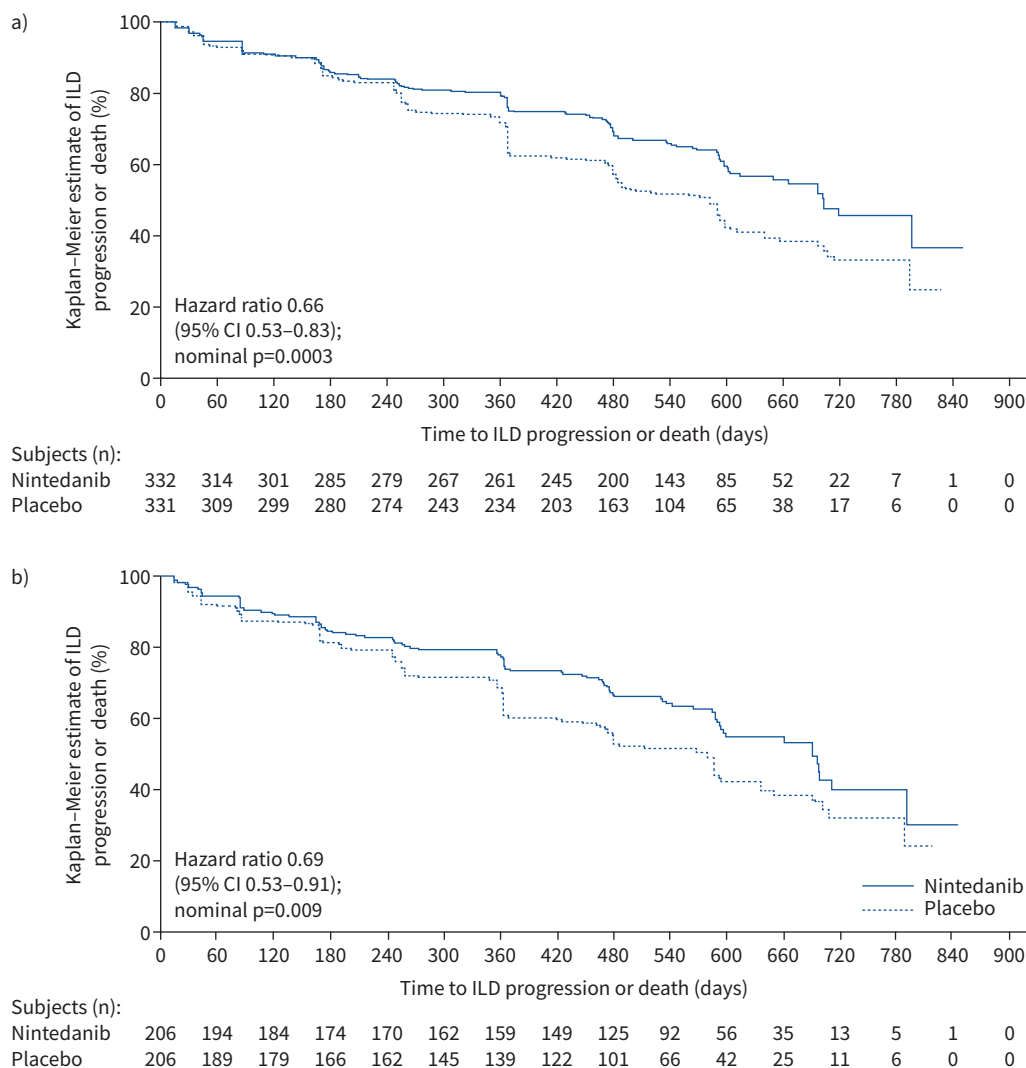 a)
Kaplan–Meier estimate of ILD
progression or death (%)
100
80
60
40
20
0
Hazard ratio 0.66
(95% CI 0.53–0.83);
nominal p=0.0003
0 60 120 180 240 300 360 420 480 540 600 660 720 780 840 900
Time to ILD progression or death (days)
Subjects (n):
Nintedanib 332 314 301 285 279 267 261 245 200 143 85 52 22 7 1 0
Placebo 331 309 299 280 274 243 234 203 163 104 65 38 17 6 0 0
b)
Kaplan–Meier estimate of ILD
progression or death (%)
100
80
60
40
20
0
Hazard ratio 0.69
(95% CI 0.53–0.91);
nominal p=0.009
Nintedanib
Placebo
0 60 120 180 240 300 360 420 480 540 600 660 720 780 840 900
Time to ILD progression or death (days)
Subjects (n):
Nintedanib 206 194 184 174 170 162 159 149 125 92 56 35 13 5 1 0
Placebo 206 189 179 166 162 145 139 122 101 66 42 25 11 6 0 0